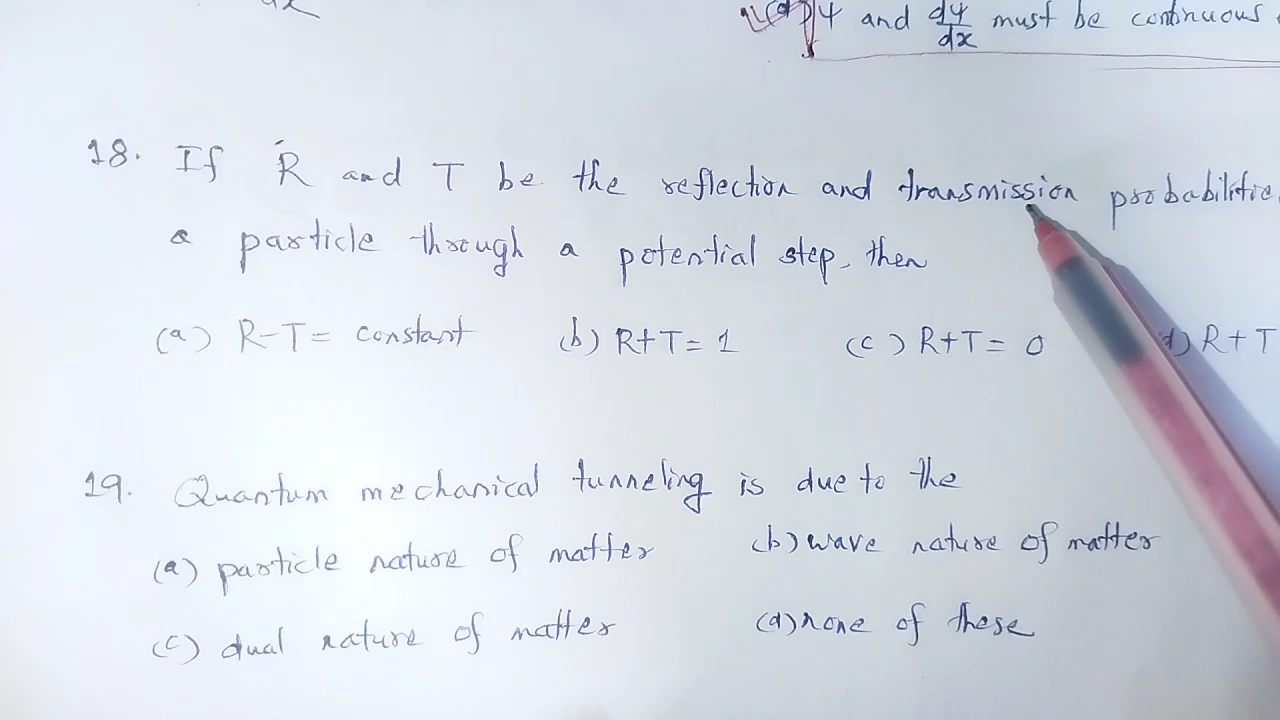 (d) ψ and dψ/dx must be continuous
18. If R and T be the reflection and transmission
a particle through a potential step, then
(a) R-T = constant (b) R+T = 1 (c) R+T = 0 d) R+T
19. Quantum mechanical tunneling is due to the
(a) particle nature of matter (b) wave nature of matter
(c) dual nature of matter (d) none of these